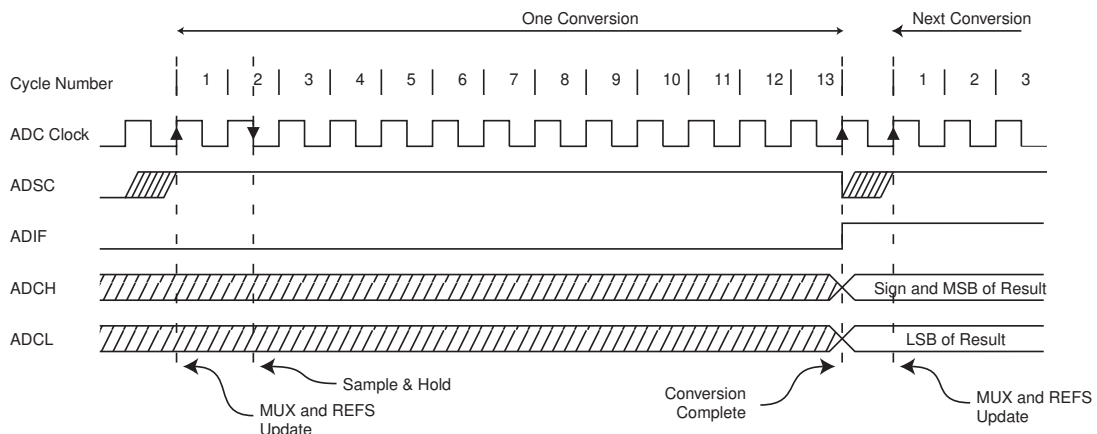 One Conversion
Next Conversion
Cycle Number 1 2 3 4 5 6 7 8 9 10 11 12 13 1 2 3
ADC Clock
ADSC
ADIF
ADCH Sign and MSB of Result
ADCL LSB of Result
Sample & Hold
MUX and REFS
Update
Conversion
Complete
MUX and REFS
Update